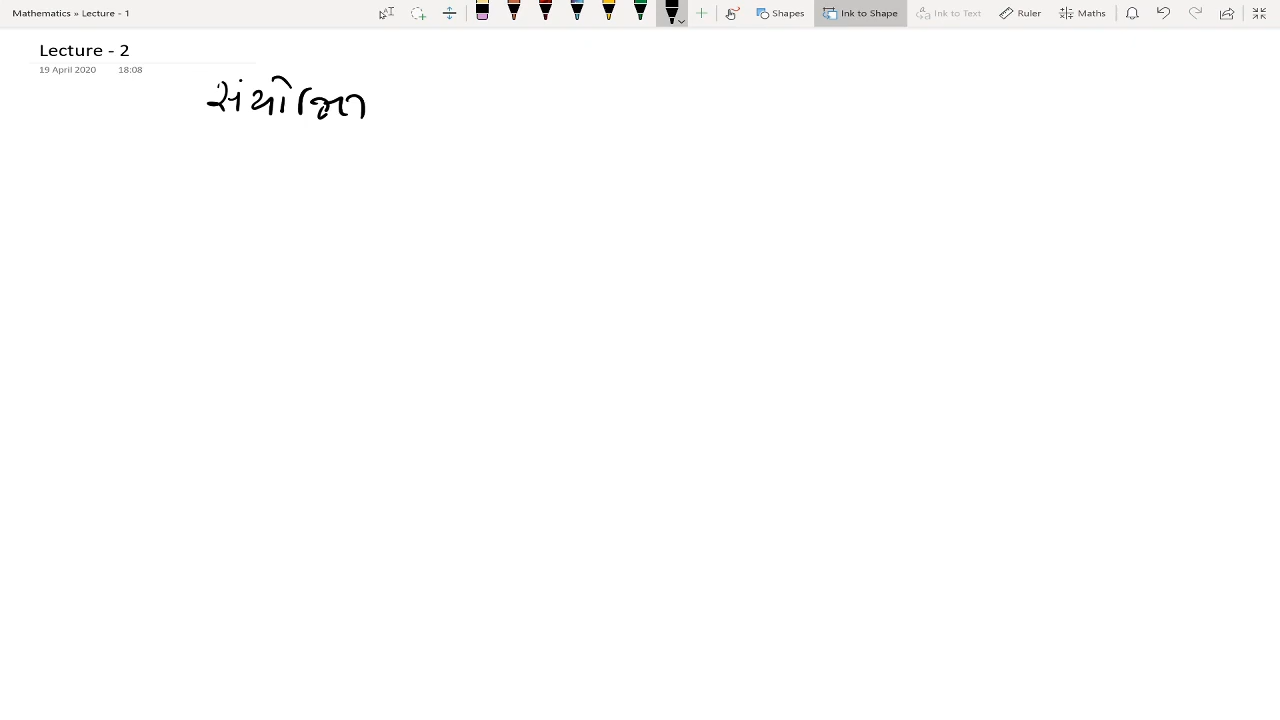 Mathematics » Lecture - 1
Shapes
Ink to Shape
Ink to Text
Ruler
Maths
Lecture - 2
19 April 2020 18:08
સંયોજિત